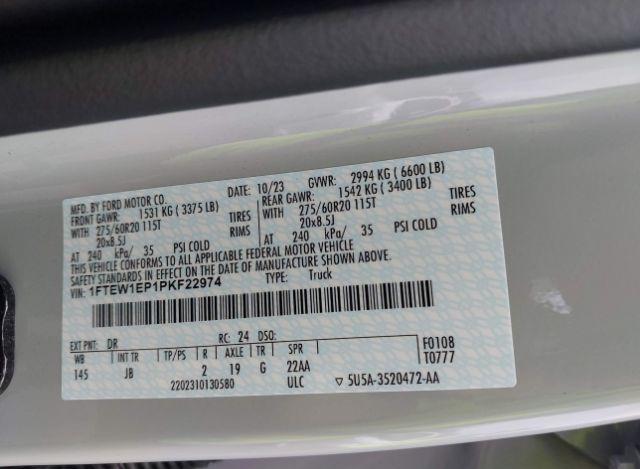 MFD. BY FORD MOTOR CO. DATE: 10/23 GVWR: 2994 KG ( 6600 LB)
FRONT GAWR: 1531 KG ( 3375 LB) REAR GAWR: 1542 KG ( 3400 LB)
WITH 275/60R20 115T TIRES WITH 275/60R20 115T TIRES
20x8.5J RIMS 20x8.5J RIMS
AT 240 kPa/ 35 PSI COLD AT 240 kPa/ 35 PSI COLD
THIS VEHICLE CONFORMS TO ALL APPLICABLE FEDERAL MOTOR VEHICLE
SAFETY STANDARDS IN EFFECT ON THE DATE OF MANUFACTURE SHOWN ABOVE.
VIN: 1FTEW1EP1PKF22974 TYPE: Truck
EXT PNT: DR RC: 24 DSO: F0108
WB INT TR TP/PS R AXLE TR SPR T0777
145 JB 2 19 G 22AA
2202310130580 ULC ▽ 5U5A-3520472-AA